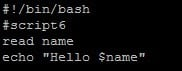 #!/bin/bash
#script6
read name
echo "Hello $name"